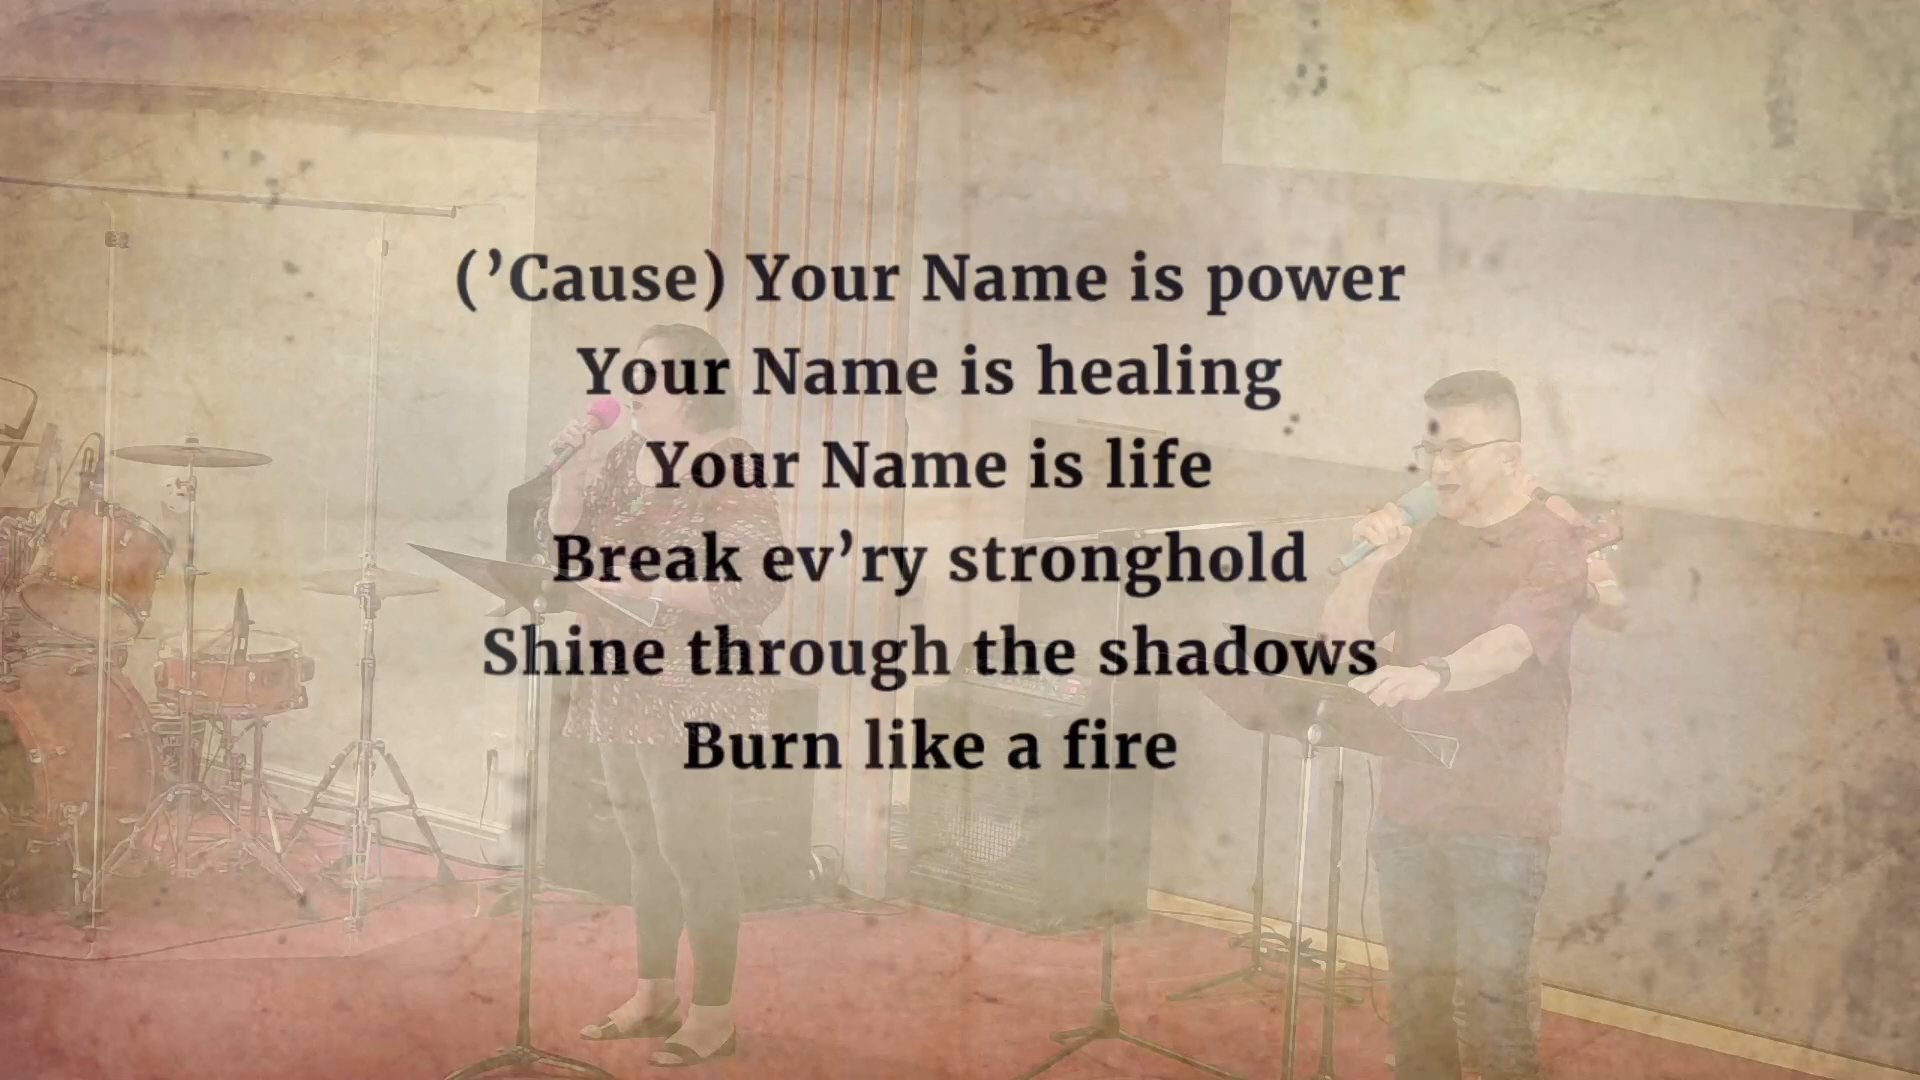 (’Cause) Your Name is power
Your Name is healing
Your Name is life
Break ev’ry stronghold
Shine through the shadows
Burn like a fire